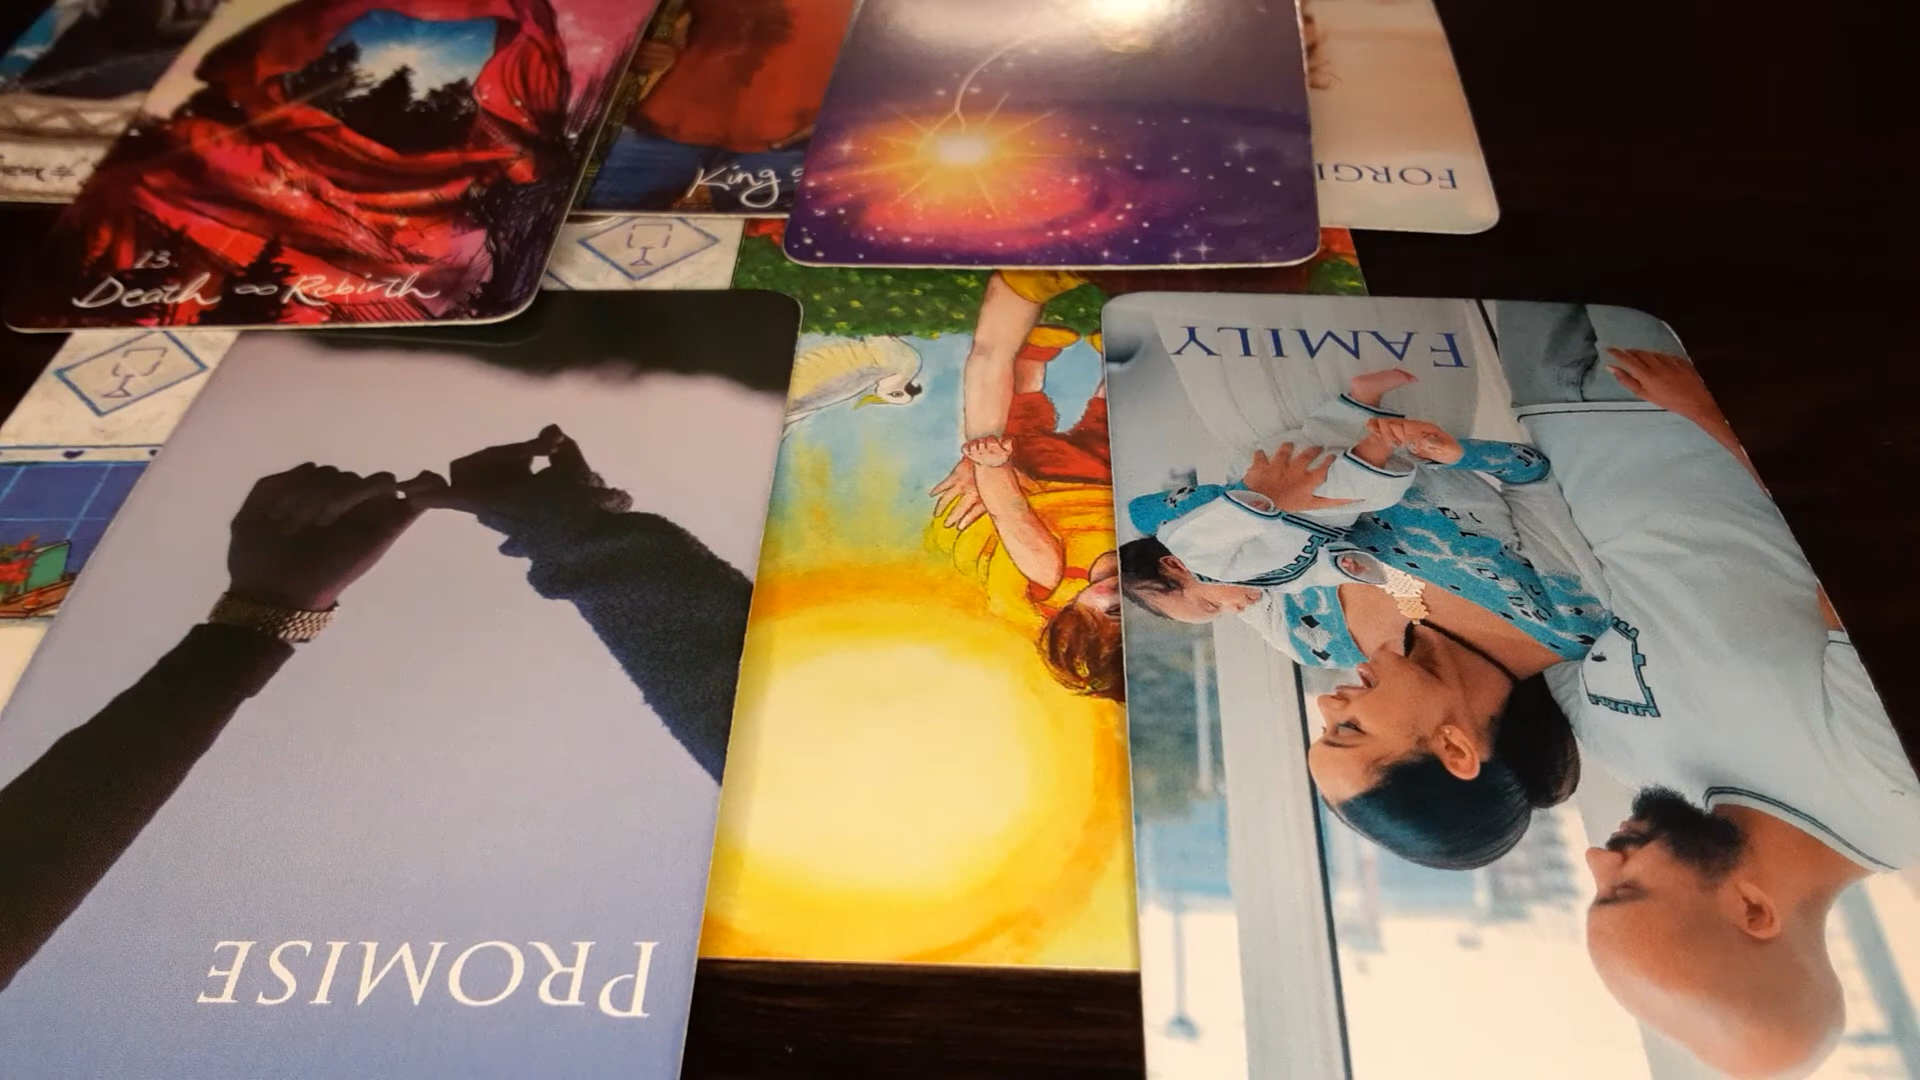 King
FORGI
13
Death ∞ Rebirth
FAMILY
PROMISE